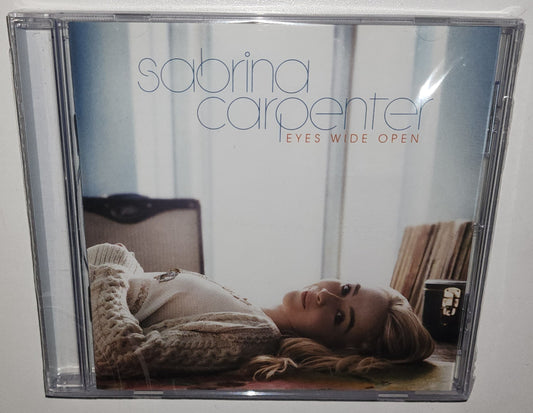 sabrina
carpenter
EYES WIDE OPEN